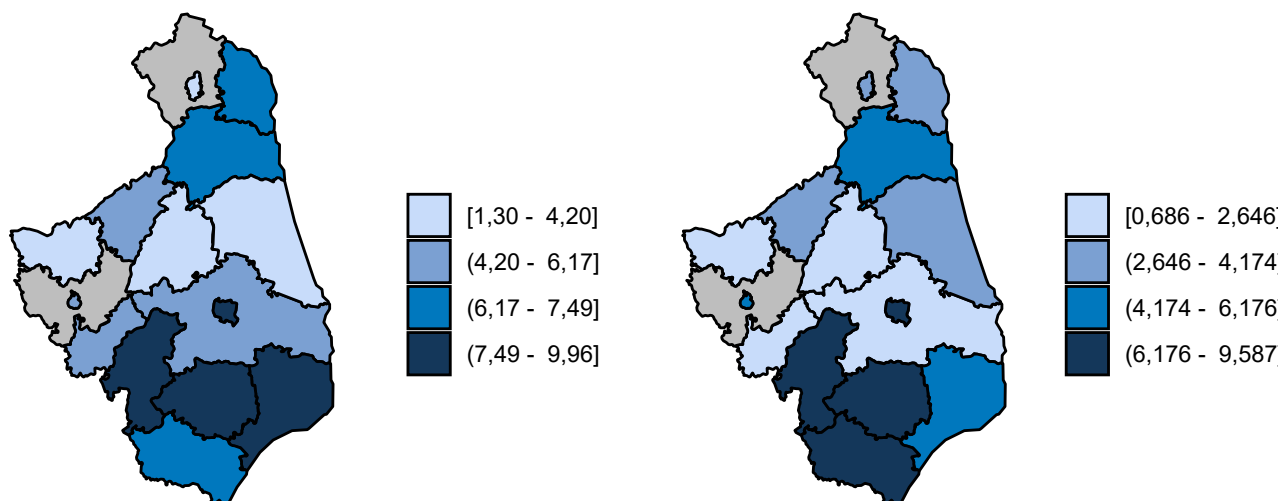 [1,30 - 4,20]
(4,20 - 6,17]
(6,17 - 7,49]
(7,49 - 9,96]
[0,686 - 2,646]
(2,646 - 4,174]
(4,174 - 6,176]
(6,176 - 9,587]